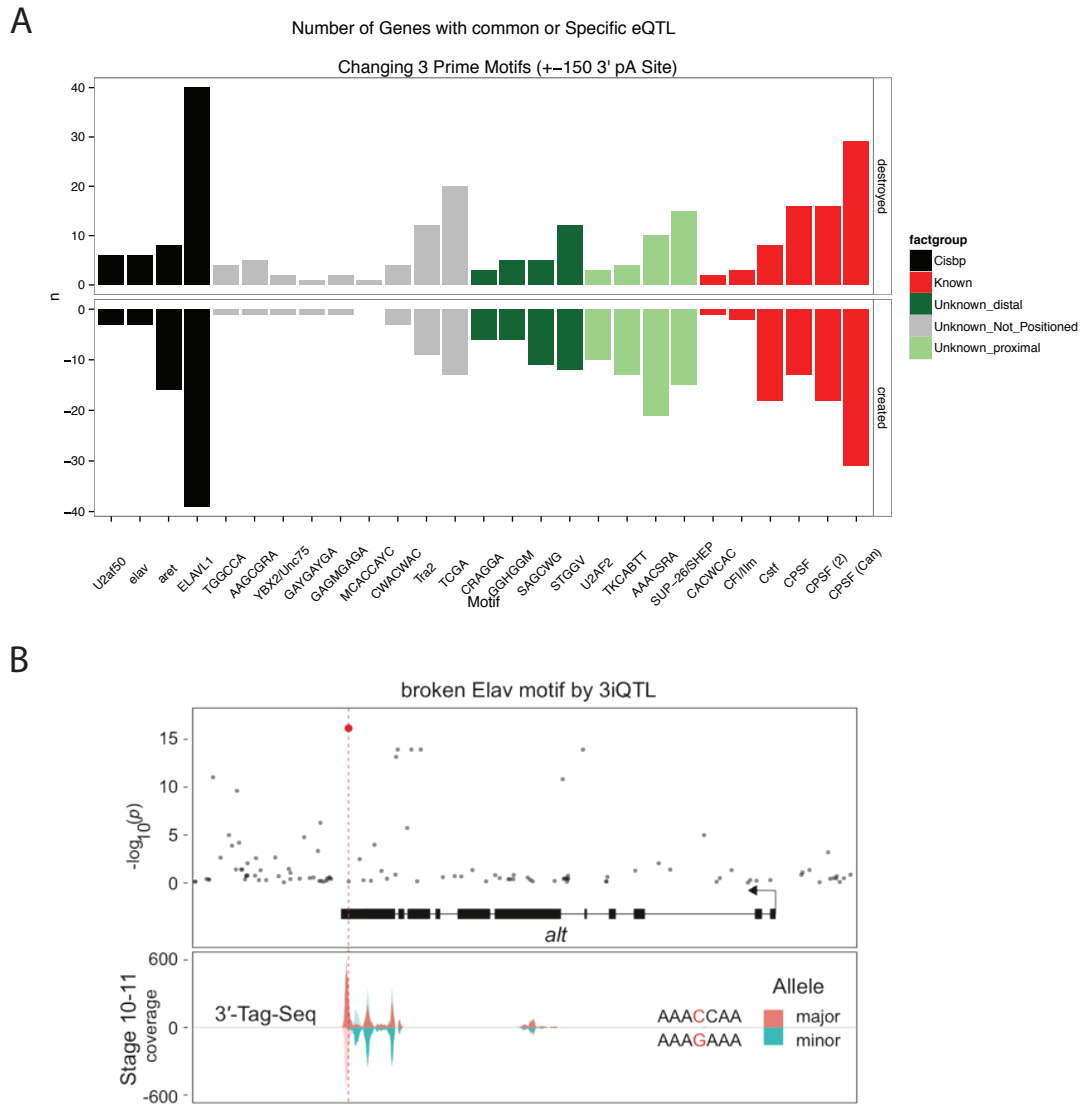 A
Number of Genes with common or Specific eQTL
Changing 3 Prime Motifs (+−150 3' pA Site)
40
30
20
10
0
destroyed
n
0
−10
−20
−30
−40
created
factgroup
Cisbp
Known
Unknown_distal
Unknown_Not_Positioned
Unknown_proximal
U2af50
elav
aret
ELAVL1
TGGCCA
AAGCGRA
YBX2/Unc75
GAYGAYGA
GAGMGAGA
MCACCAYC
CWACWAC
Tra2
TCGA
CRAGGA
GGHGGM
SAGCWG
STGGV
U2AF2
TKCABTT
AAACSRA
SUP−26/SHEP
CACWCAC
CFI/IIm
Cstf
CPSF
CPSF (2)
CPSF (Can)
Motif
B
broken Elav motif by 3iQTL
15
10
5
0
-log10(p)
alt
600
0
-600
Stage 10-11
coverage
3′-Tag-Seq
Allele
AAACCAA major
AAAGAAA minor